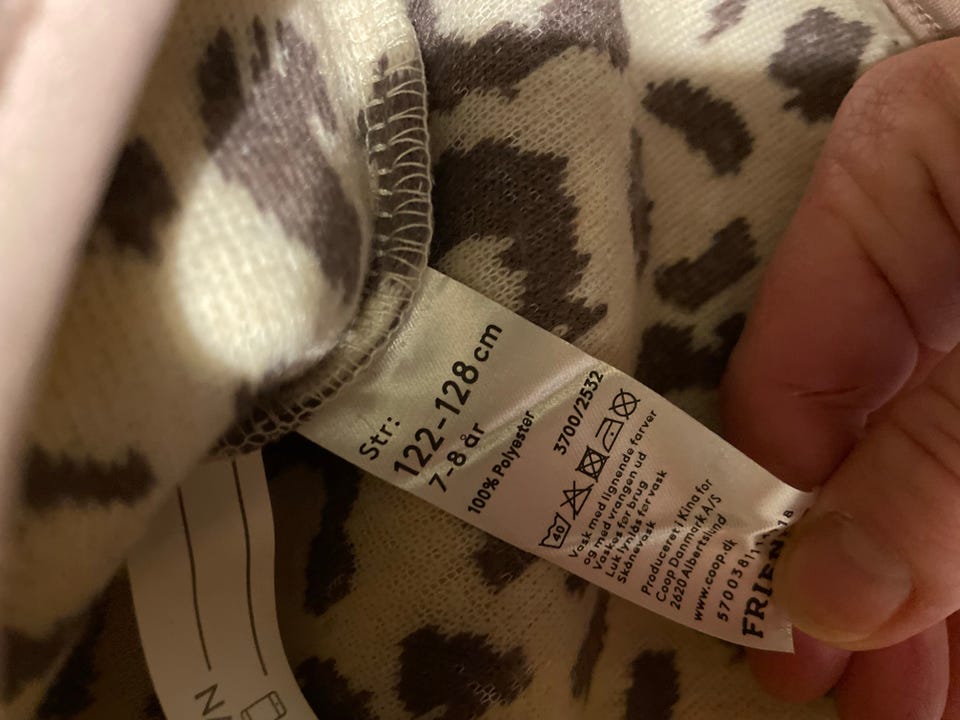 Str:
122-128 cm
7-8 år
100% Polyester
3700/2532
40
Vask med lignende farver
og med vrangen ud
Vaskes før brug
Luk lynlås før vask
Skånevask
Produceret i Kina for
Coop Danmark A/S
2620 Albertslund
www.coop.dk